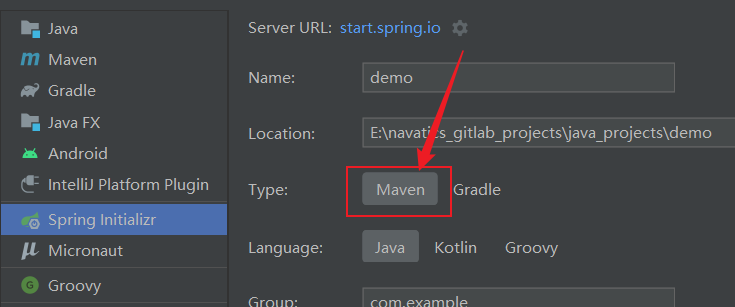 Java
Maven
Gradle
Java FX
Android
IntelliJ Platform Plugin
Spring Initializr
Micronaut
Groovy
Server URL: start.spring.io
Name: demo
Location: E:\navatics_gitlab_projects\java_projects\demo
Type: Maven Gradle
Language: Java Kotlin Groovy
Group: com.example